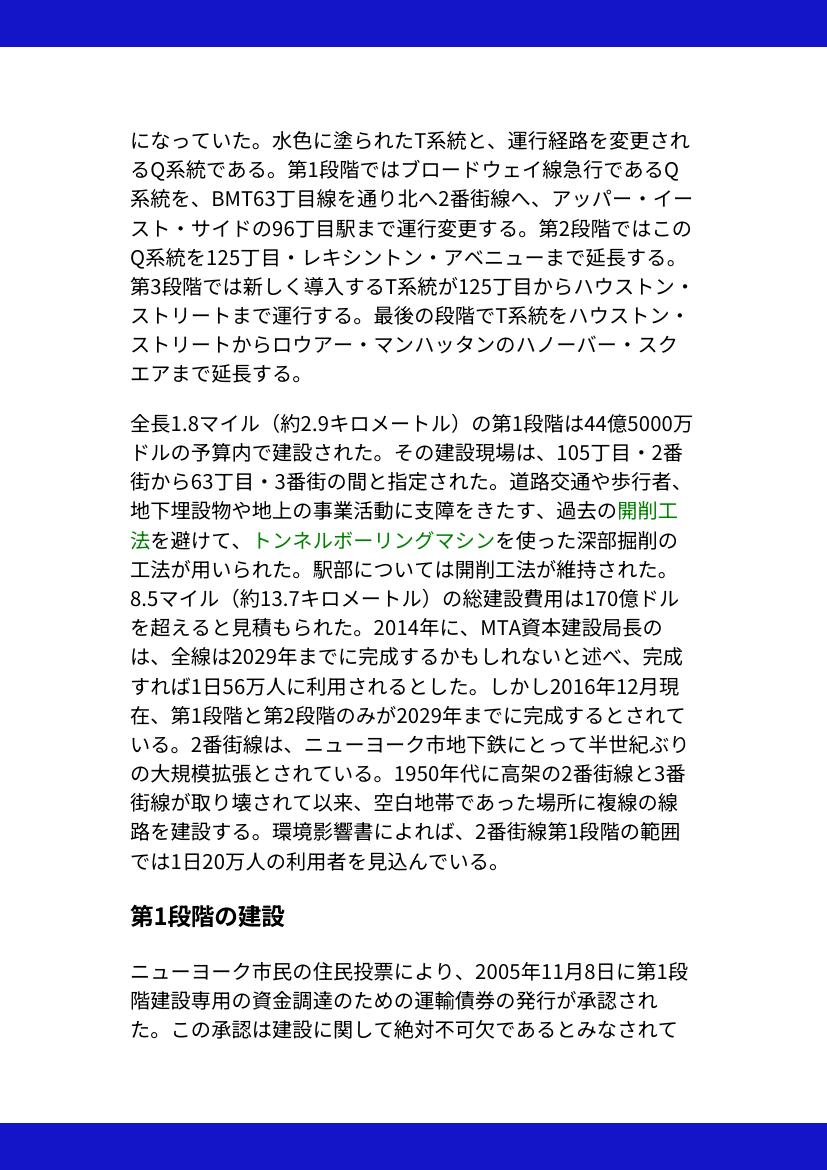 になっていた。水色に塗られたT系統と、運行経路を変更され
るQ系統である。第1段階ではブロードウェイ線急行であるQ
系統を、BMT63丁目線を通り北へ2番街線へ、アッパー・イー
スト・サイドの96丁目駅まで運行変更する。第2段階ではこの
Q系統を125丁目・レキシントン・アベニューまで延長する。
第3段階では新しく導入するT系統が125丁目からハウストン・
ストリートまで運行する。最後の段階でT系統をハウストン・
ストリートからロウアー・マンハッタンのハノーバー・スク
エアまで延長する。
全長1.8マイル（約2.9キロメートル）の第1段階は44億5000万
ドルの予算内で建設された。その建設現場は、105丁目・2番
街から63丁目・3番街の間と指定された。道路交通や歩行者、
地下埋設物や地上の事業活動に支障をきたす、過去の開削工
法を避けて、トンネルボーリングマシンを使った深部掘削の
工法が用いられた。駅部については開削工法が維持された。
8.5マイル（約13.7キロメートル）の総建設費用は170億ドル
を超えると見積もられた。2014年に、MTA資本建設局長の
は、全線は2029年までに完成するかもしれないと述べ、完成
すれば1日56万人に利用されるとした。しかし2016年12月現
在、第1段階と第2段階のみが2029年までに完成するとされて
いる。2番街線は、ニューヨーク市地下鉄にとって半世紀ぶり
の大規模拡張とされている。1950年代に高架の2番街線と3番
街線が取り壊されて以来、空白地帯であった場所に複線の線
路を建設する。環境影響書によれば、2番街線第1段階の範囲
では1日20万人の利用者を見込んでいる。
第1段階の建設
ニューヨーク市民の住民投票により、2005年11月8日に第1段
階建設専用の資金調達のための運輸債券の発行が承認され
た。この承認は建設に関して絶対不可欠であるとみなされて